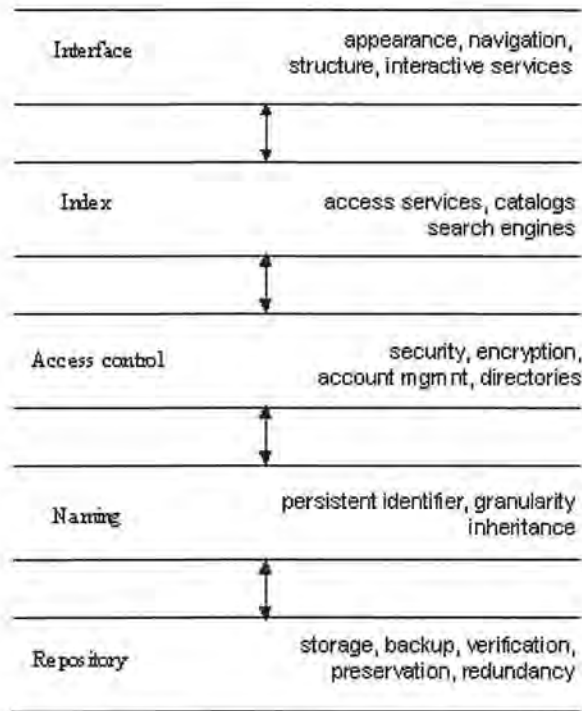 Interface
appearance, navigation,
structure, interactive services
Index
access services, catalogs
search engines
Access control
security, encryption,
account mgmnt, directories
Naming
persistent identifier, granularity
inheritance
Repository
storage, backup, verification,
preservation, redundancy